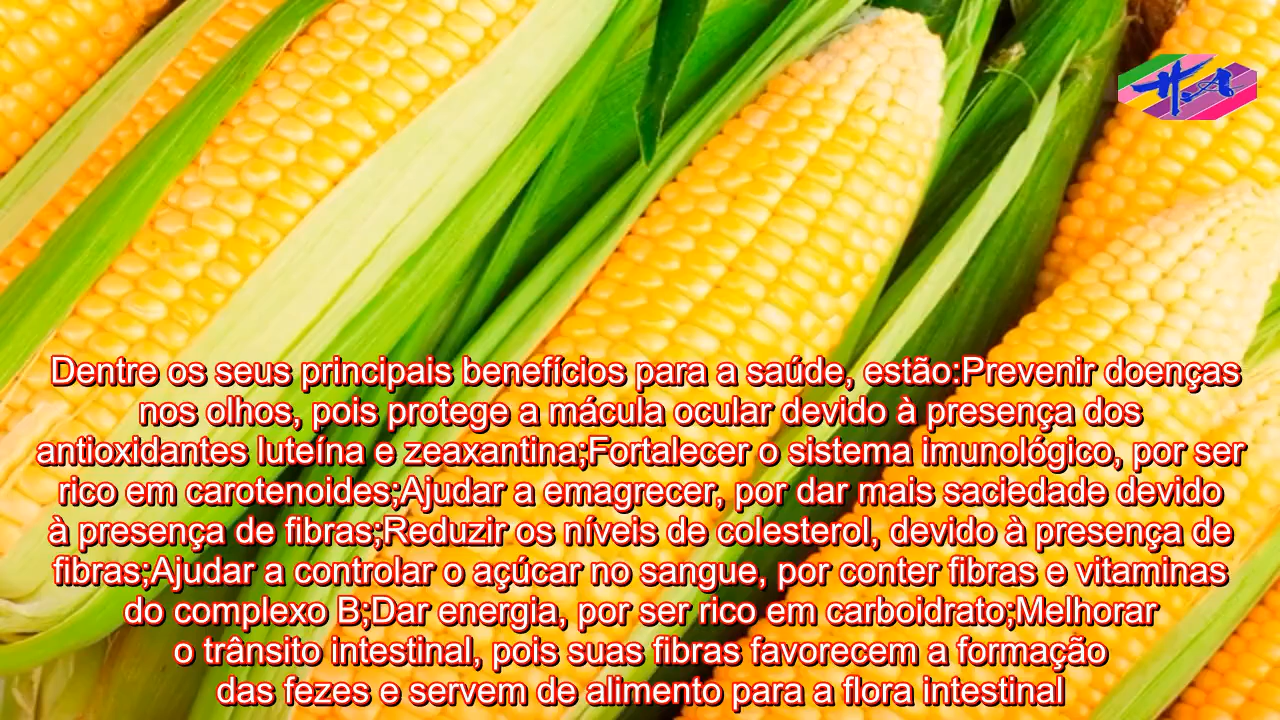 H.A
Dentre os seus principais benefícios para a saúde, estão:Prevenir doenças
nos olhos, pois protege a mácula ocular devido à presença dos
antioxidantes luteína e zeaxantina;Fortalecer o sistema imunológico, por ser
rico em carotenoides;Ajudar a emagrecer, por dar mais saciedade devido
à presença de fibras;Reduzir os níveis de colesterol, devido à presença de
fibras;Ajudar a controlar o açúcar no sangue, por conter fibras e vitaminas
do complexo B;Dar energia, por ser rico em carboidrato;Melhorar
o trânsito intestinal, pois suas fibras favorecem a formação
das fezes e servem de alimento para a flora intestinal